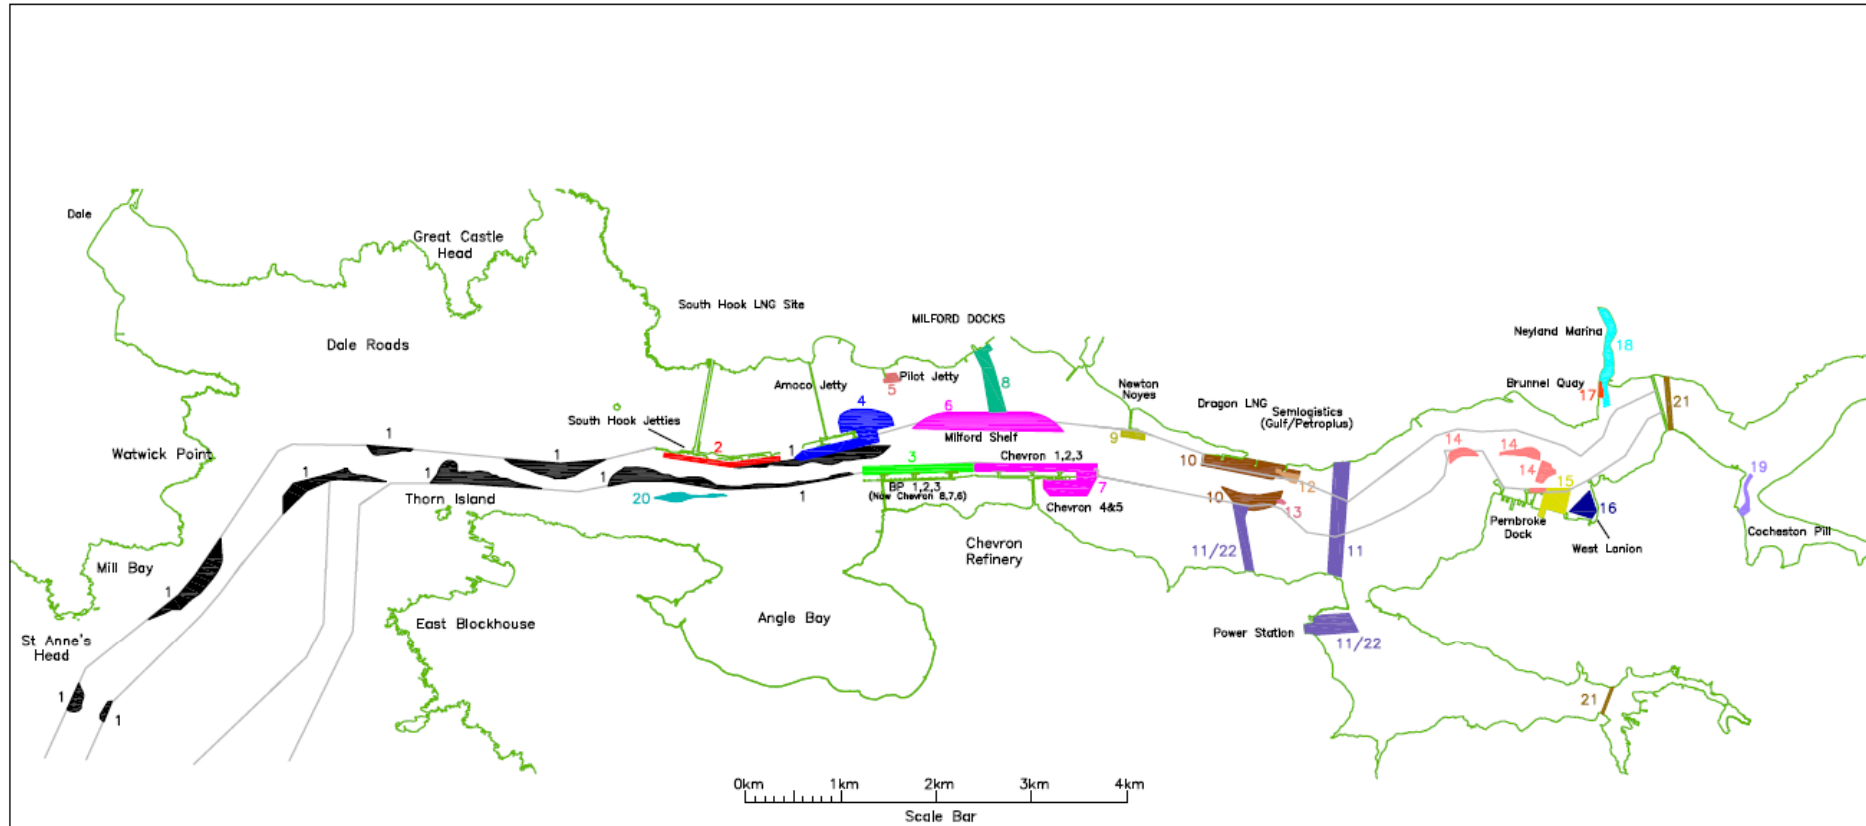 Dale
Great Castle
Head
South Hook LNG Site
MILFORD DOCKS
Neyland Marina
18
Dale Roads
Amoco Jetty
5
Pilot Jetty
8
Newton
Noyes
Brunnel Quay
17
21
Dragon LNG
Semlogistics
(Gulf/Petroplus)
South Hook Jetties
4
6
Milford Shelf
9
1
Watwick Point
1
1
1
1
2
1
3
Chevron 1,2,3
10
12
14
14
14
15
19
Thorn Island
20
1
BP 1,2,3
(Now Chevron 8,7,6)
7
Chevron 4&5
10
13
Pembroke
Dock
16
West Lanion
Cocheston Pill
Chevron
Refinery
11/22
11
Mill Bay
1
St Anne's
Head
East Blockhouse
Angle Bay
Power Station
11/22
1
1
21
0km
1km
2km
3km
4km
Scale Bar